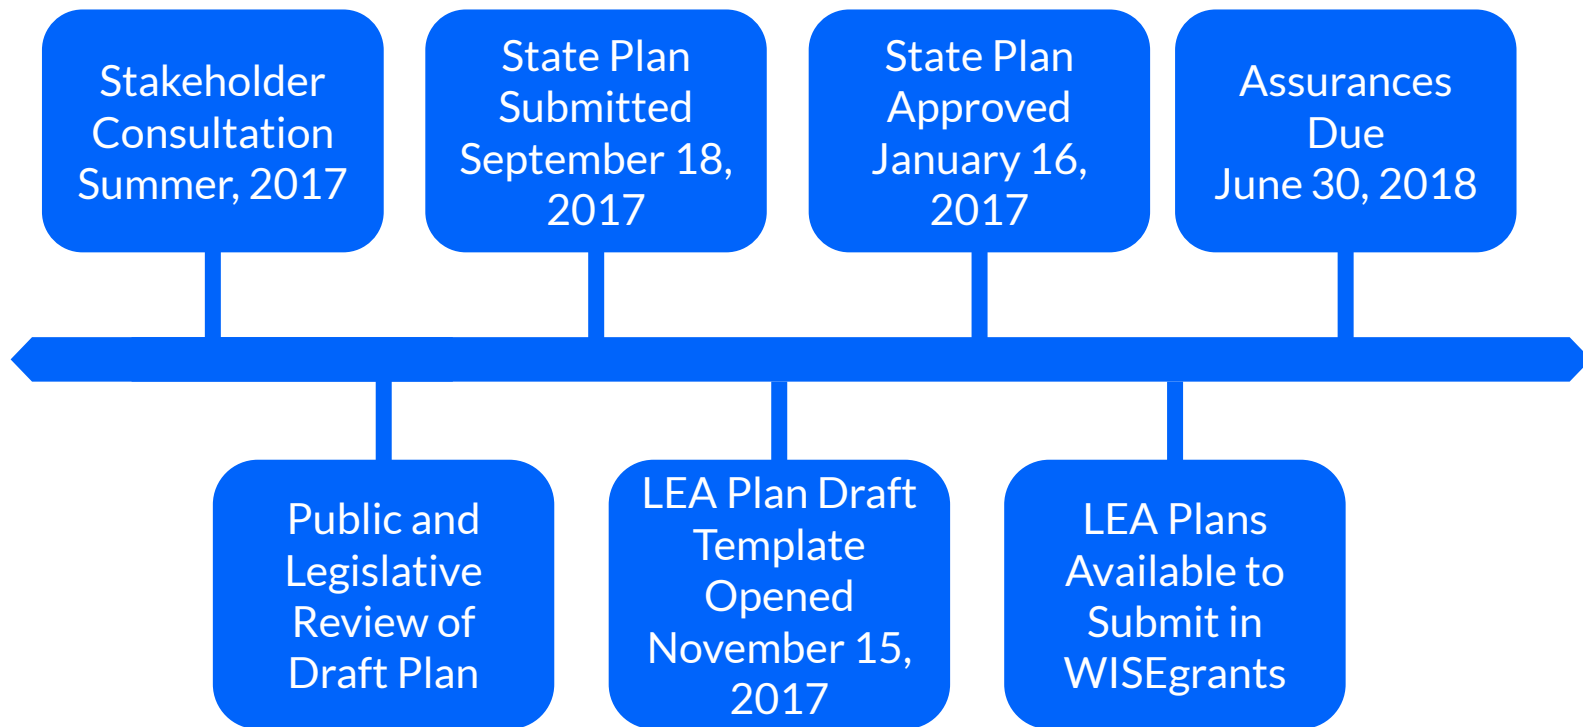 Stakeholder
Consultation
Summer, 2017
State Plan
Submitted
September 18,
2017
State Plan
Approved
January 16,
2017
Assurances
Due
June 30, 2018
Public and
Legislative
Review of
Draft Plan
LEA Plan Draft
Template
Opened
November 15,
2017
LEA Plans
Available to
Submit in
WISEgrants